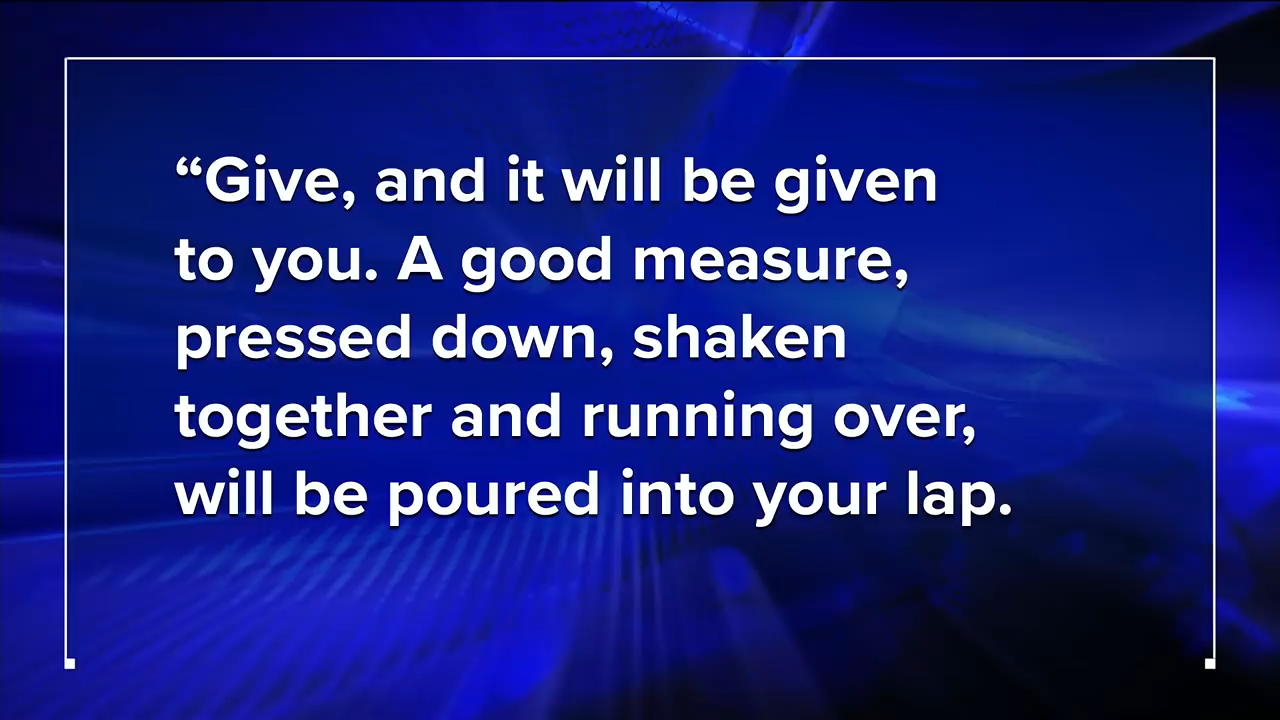 “Give, and it will be given
to you. A good measure,
pressed down, shaken
together and running over,
will be poured into your lap.